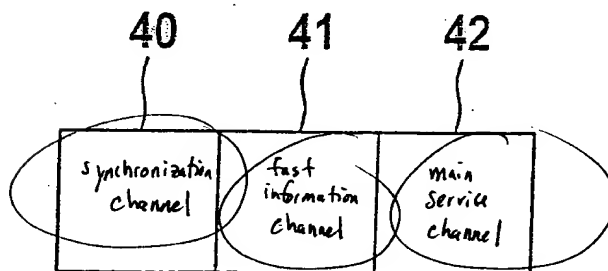 40 41 42
synchronization channel
fast information channel
main service channel